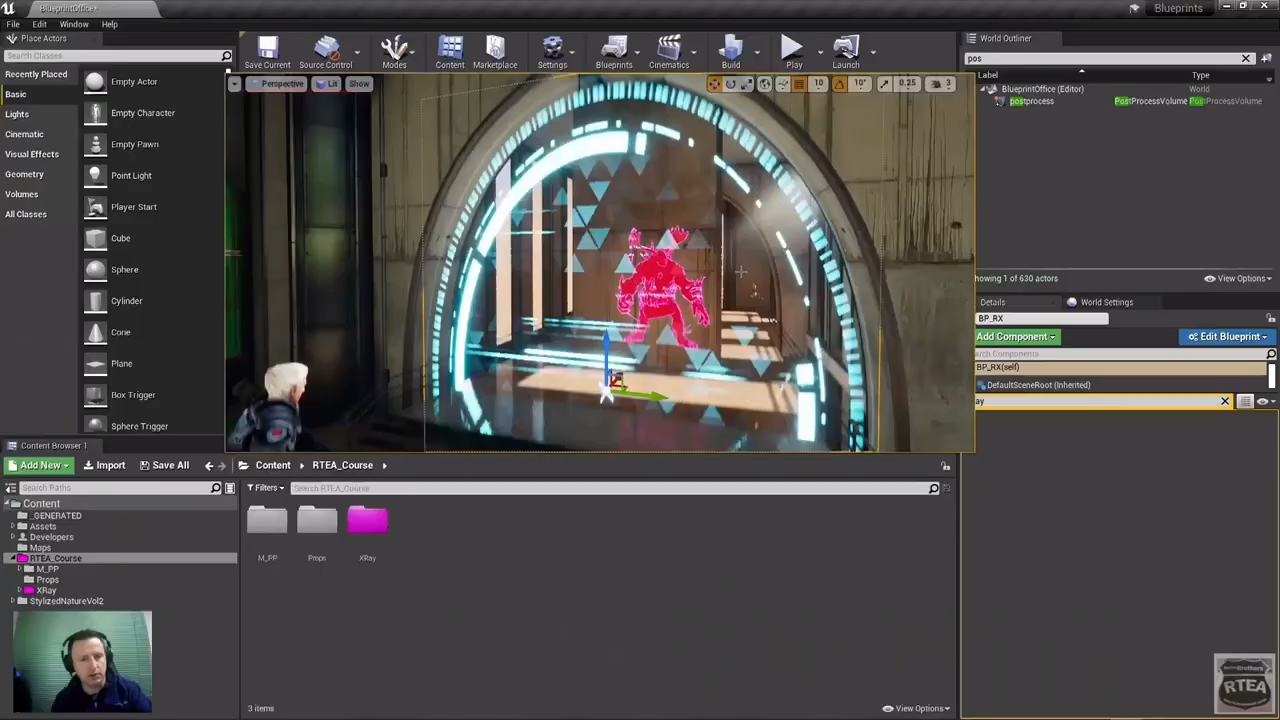 BlueprintOffice*
Blueprints
File Edit Window Help
Place Actors
Search Classes
Recently Placed
Basic
Lights
Cinematic
Visual Effects
Geometry
Volumes
All Classes
Empty Actor
Empty Character
Empty Pawn
Point Light
Player Start
Cube
Sphere
Cylinder
Cone
Plane
Box Trigger
Sphere Trigger
Save Current Source Control Modes Content Marketplace Settings Blueprints Cinematics Build Play Launch
Perspective Lit Show
10 10° 0.25 3
World Outliner
pos
Label Type
BlueprintOffice (Editor) World
postprocess PostProcessVolume PostProcessVolume
howing 1 of 630 actors View Options
Details World Settings
BP_RX
Add Component Edit Blueprint
earch Components
BP_RX(self)
DefaultSceneRoot (Inherited)
ay
Content Browser 1
Add New Import Save All Content RTEA_Course
Search Paths
Filters Search RTEA_Course
Content
_GENERATED
Assets
Developers
Maps
RTEA_Course
M_PP
Props
XRay
StylizedNatureVol2
M_PP Props XRay
3 items View Options
RTEA